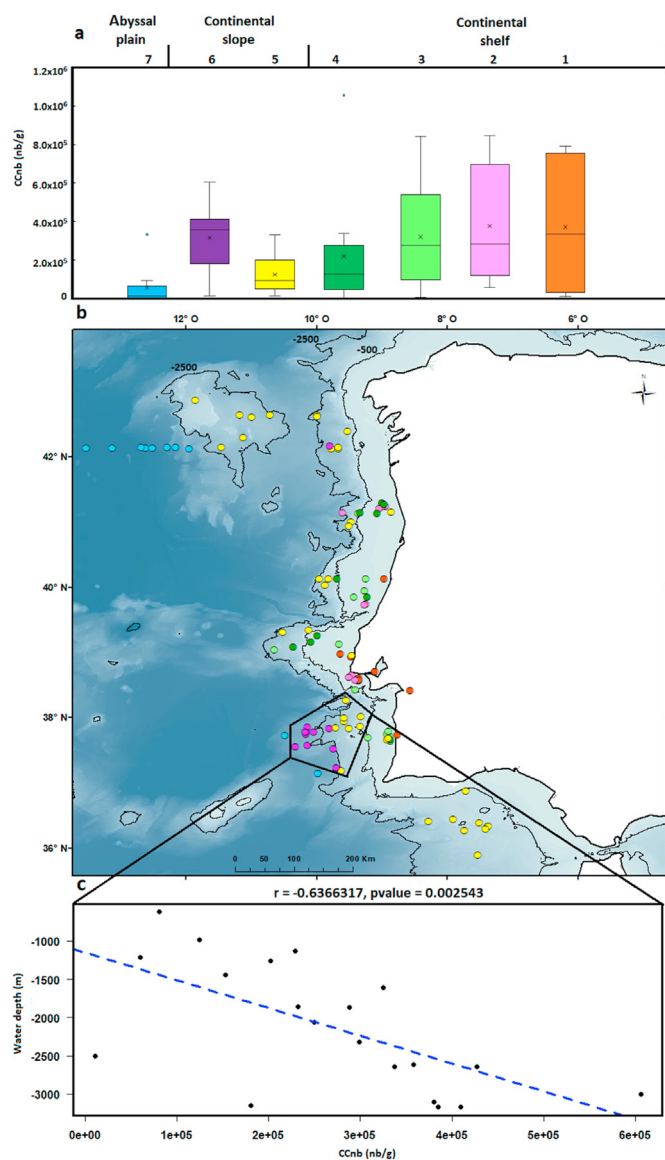 a
Abyssal plain
Continental slope
Continental shelf
7 6 5 4 3 2 1
CCnb (nb/g)
1.2x10⁶
1.0x10⁶
8.0x10⁵
6.0x10⁵
4.0x10⁵
2.0x10⁵
0
b
12° O 10° O 8° O 6° O
-2500 -500
-2500
N
42° N
40° N
38° N
36° N
0 50 100 200 Km
c
r = -0.6366317, pvalue = 0.002543
Water depth (m)
-1000
-1500
-2000
-2500
-3000
0e+00 1e+05 2e+05 3e+05 4e+05 5e+05 6e+05
CCnb (nb/g)